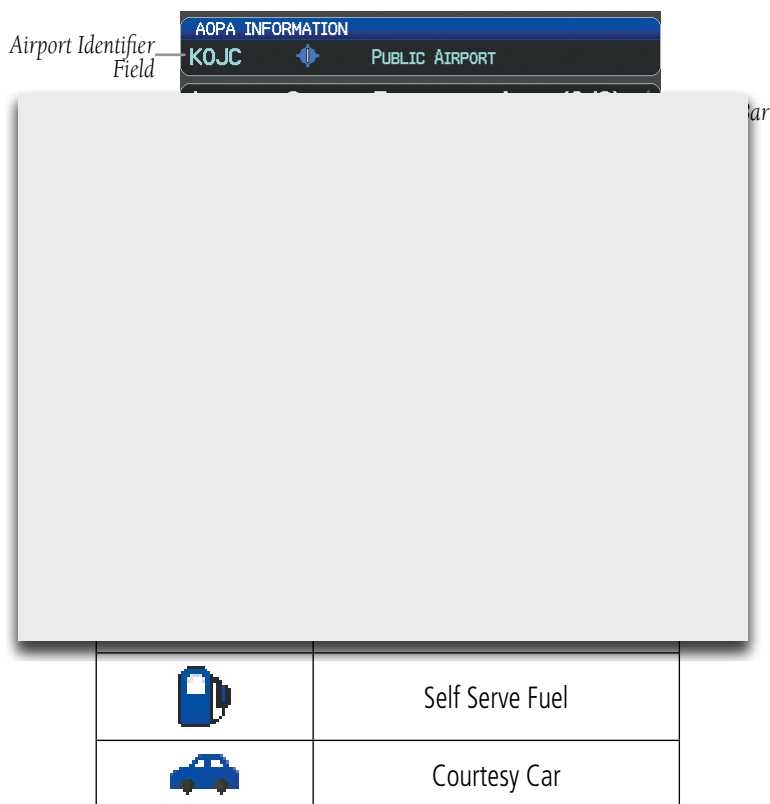 AOPA INFORMATION
Airport Identifier
Field
KOJC
PUBLIC AIRPORT
Self Serve Fuel
Courtesy Car